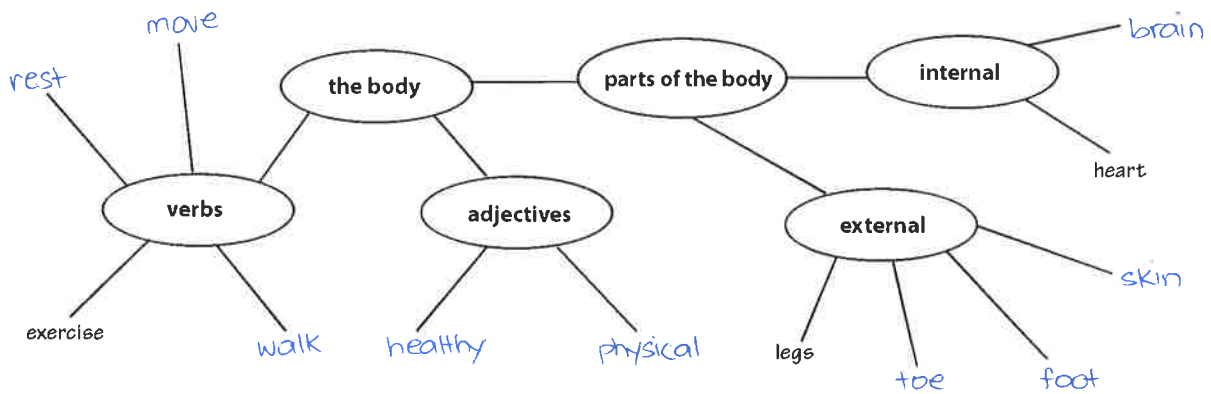 move
brain
rest
the body
parts of the body
internal
heart
verbs
adjectives
external
skin
exercise
walk
healthy
physical
legs
toe
foot